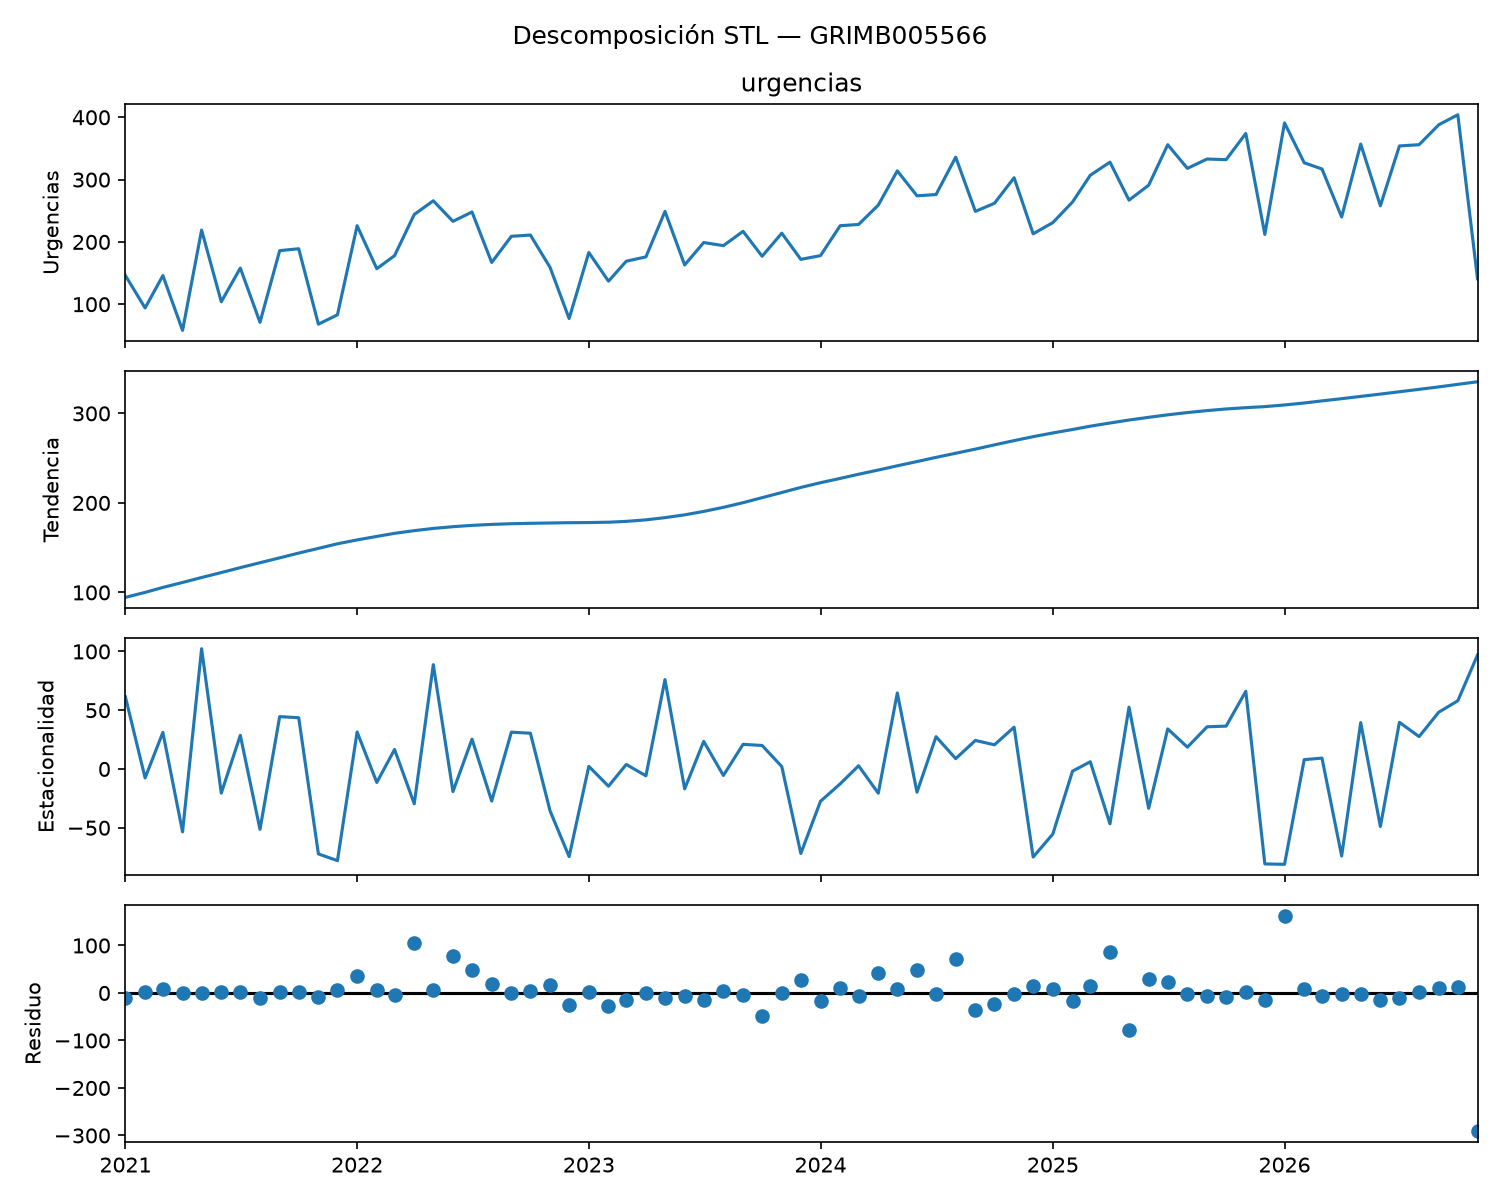 Descomposición STL — GRIMB005566
urgencias
Urgencias
400
300
200
100
Tendencia
300
200
100
Estacionalidad
100
50
0
−50
Residuo
100
0
−100
−200
−300
2021 2022 2023 2024 2025 2026